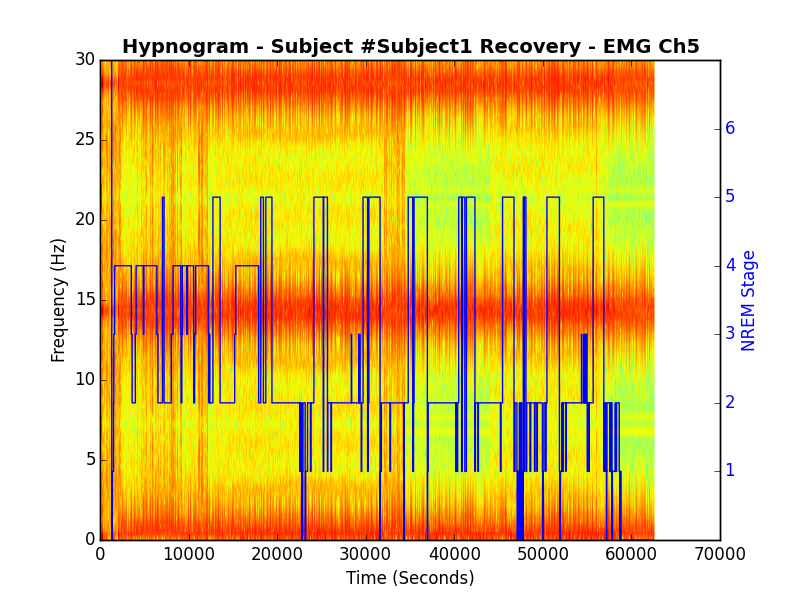 Hypnogram - Subject #Subject1 Recovery - EMG Ch5
30
25
20
15
10
5
0
Frequency (Hz)
6
5
4
3
2
1
NREM Stage
0 10000 20000 30000 40000 50000 60000 70000
Time (Seconds)